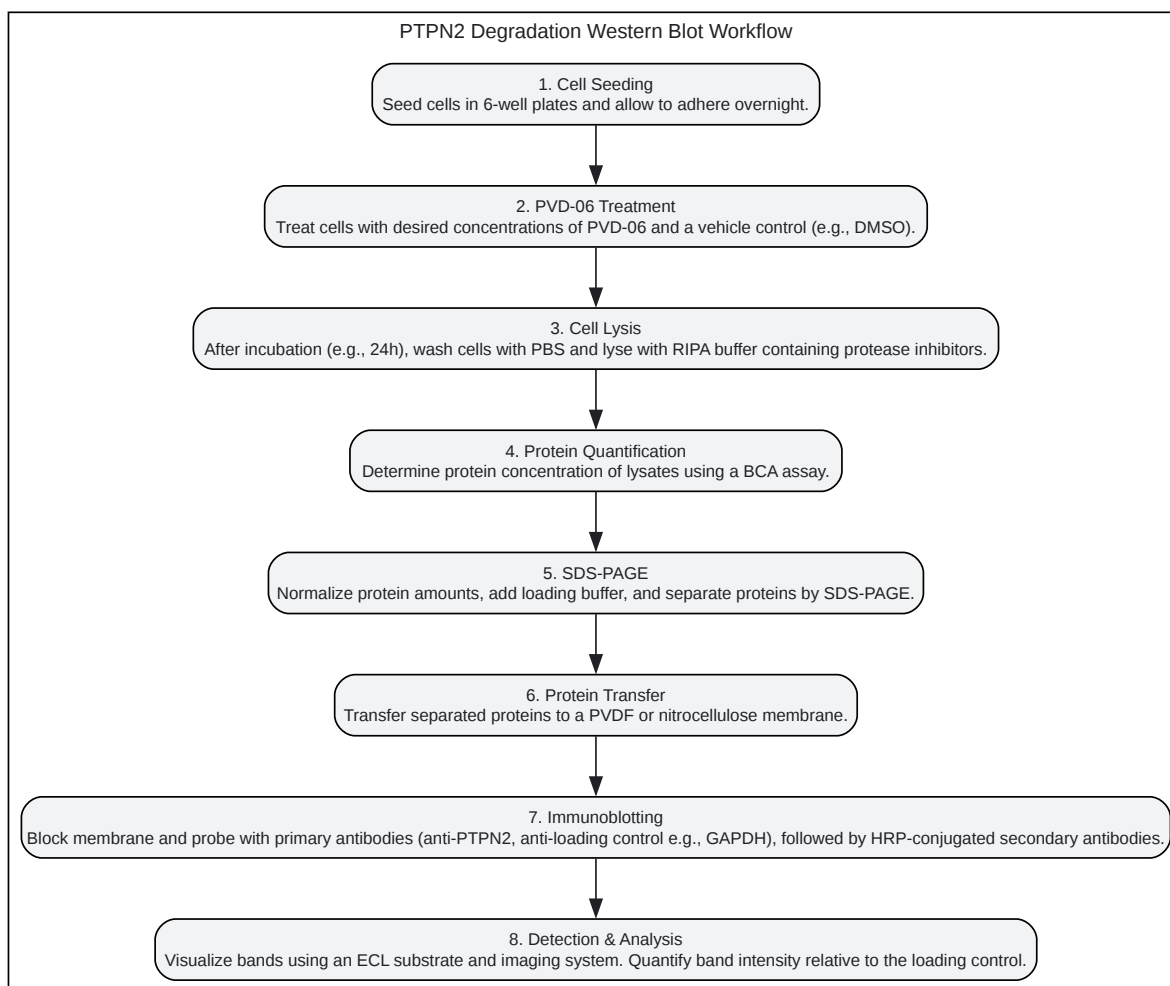 PTPN2 Degradation Western Blot Workflow
1. Cell Seeding
Seed cells in 6-well plates and allow to adhere overnight.
2. PVD-06 Treatment
Treat cells with desired concentrations of PVD-06 and a vehicle control (e.g., DMSO).
3. Cell Lysis
After incubation (e.g., 24h), wash cells with PBS and lyse with RIPA buffer containing protease inhibitors.
4. Protein Quantification
Determine protein concentration of lysates using a BCA assay.
5. SDS-PAGE
Normalize protein amounts, add loading buffer, and separate proteins by SDS-PAGE.
6. Protein Transfer
Transfer separated proteins to a PVDF or nitrocellulose membrane.
7. Immunoblotting
Block membrane and probe with primary antibodies (anti-PTPN2, anti-loading control e.g., GAPDH), followed by HRP-conjugated secondary antibodies.
8. Detection & Analysis
Visualize bands using an ECL substrate and imaging system. Quantify band intensity relative to the loading control.